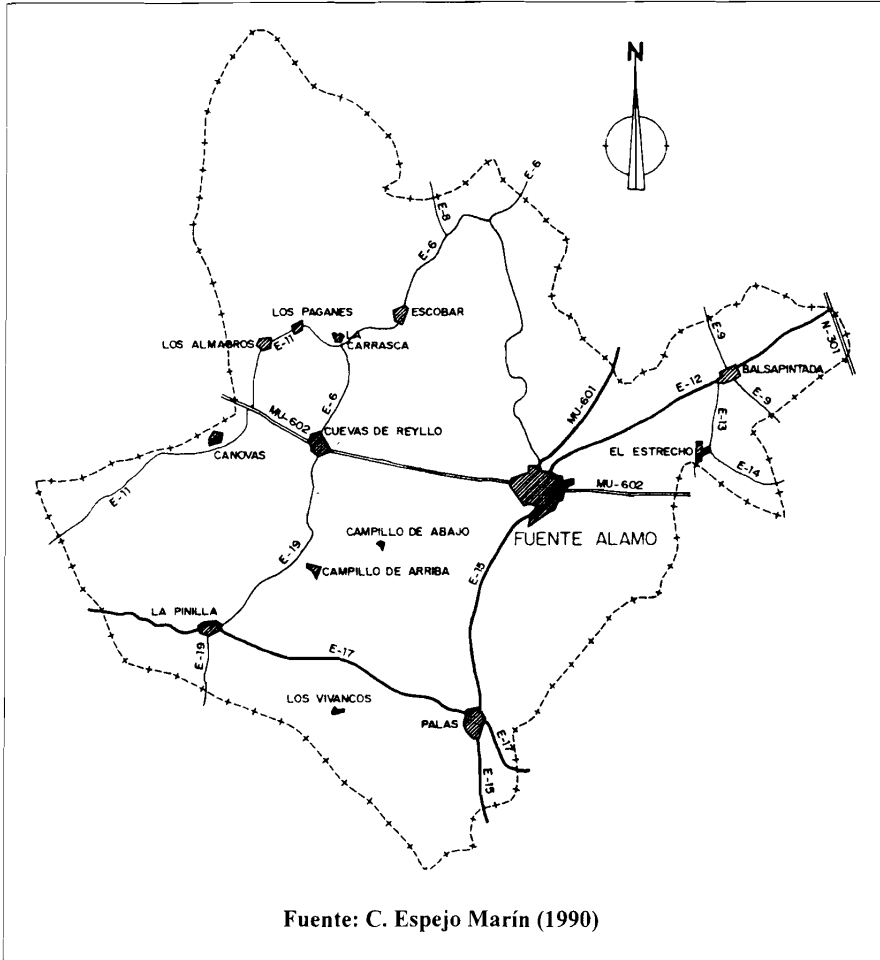 N
E-6
E-8
E-6
LOS PAGANES
ESCOBAR
LOS ALMAGROS
E-11
LA
CARRASCA
N-301
E-9
BALSAPINTADA
E-12
MU-601
E-9
E-6
MU-602
CUEVAS DE REYLLO
E-13
CANOVAS
EL ESTRECHO
E-14
MU-602
E-11
FUENTE ALAMO
CAMPILLO DE ABAJO
E-19
CAMPILLO DE ARRIBA
E-15
LA PINILLA
E-17
E-19
LOS VIVANCOS
PALAS
E-17
E-15
Fuente: C. Espejo Marín (1990)